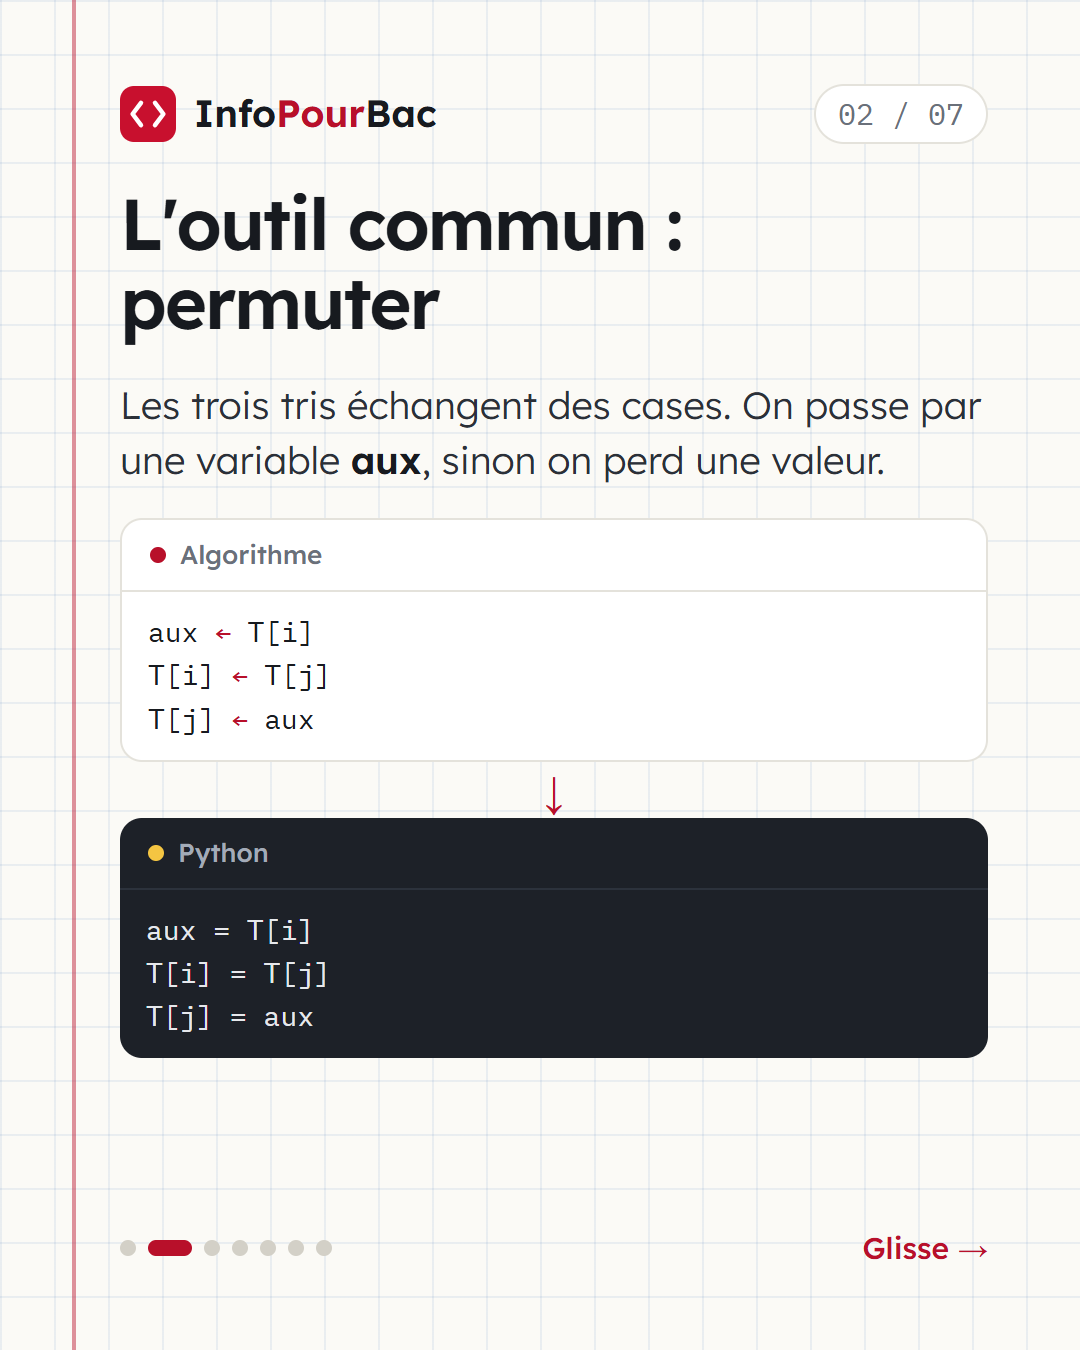 InfoPourBac
02 / 07
L'outil commun :
permuter
Les trois tris échangent des cases. On passe par
une variable aux, sinon on perd une valeur.
Algorithme
aux ← T[i]
T[i] ← T[j]
T[j] ← aux
↓
Python
aux = T[i]
T[i] = T[j]
T[j] = aux
Glisse →